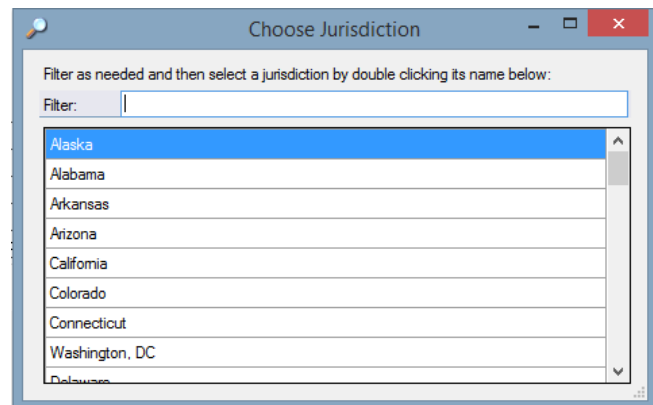 Choose Jurisdiction
Filter as needed and then select a jurisdiction by double clicking its name below:
Filter:
Alaska
Alabama
Arkansas
Arizona
California
Colorado
Connecticut
Washington, DC
Delaware